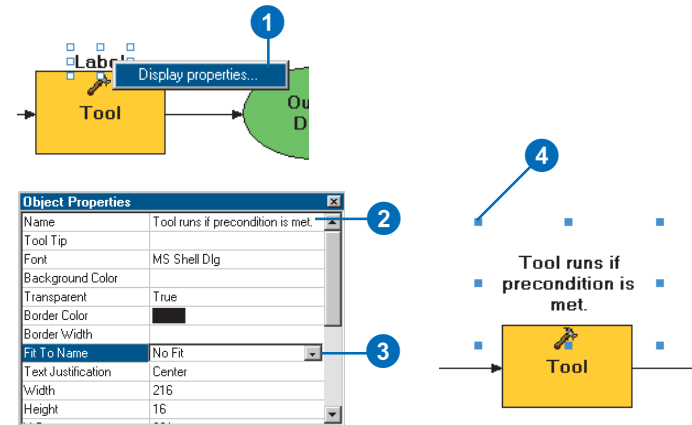 1
Label
Display properties...
Tool
Ou
D
4
Object Properties
Name Tool runs if precondition is met.
2
Tool Tip
Font MS Shell Dlg
Background Color
Transparent True
Border Color
Border Width
Fit To Name No Fit
3
Text Justification Center
Width 216
Height 16
Tool runs if
precondition is
met.
Tool